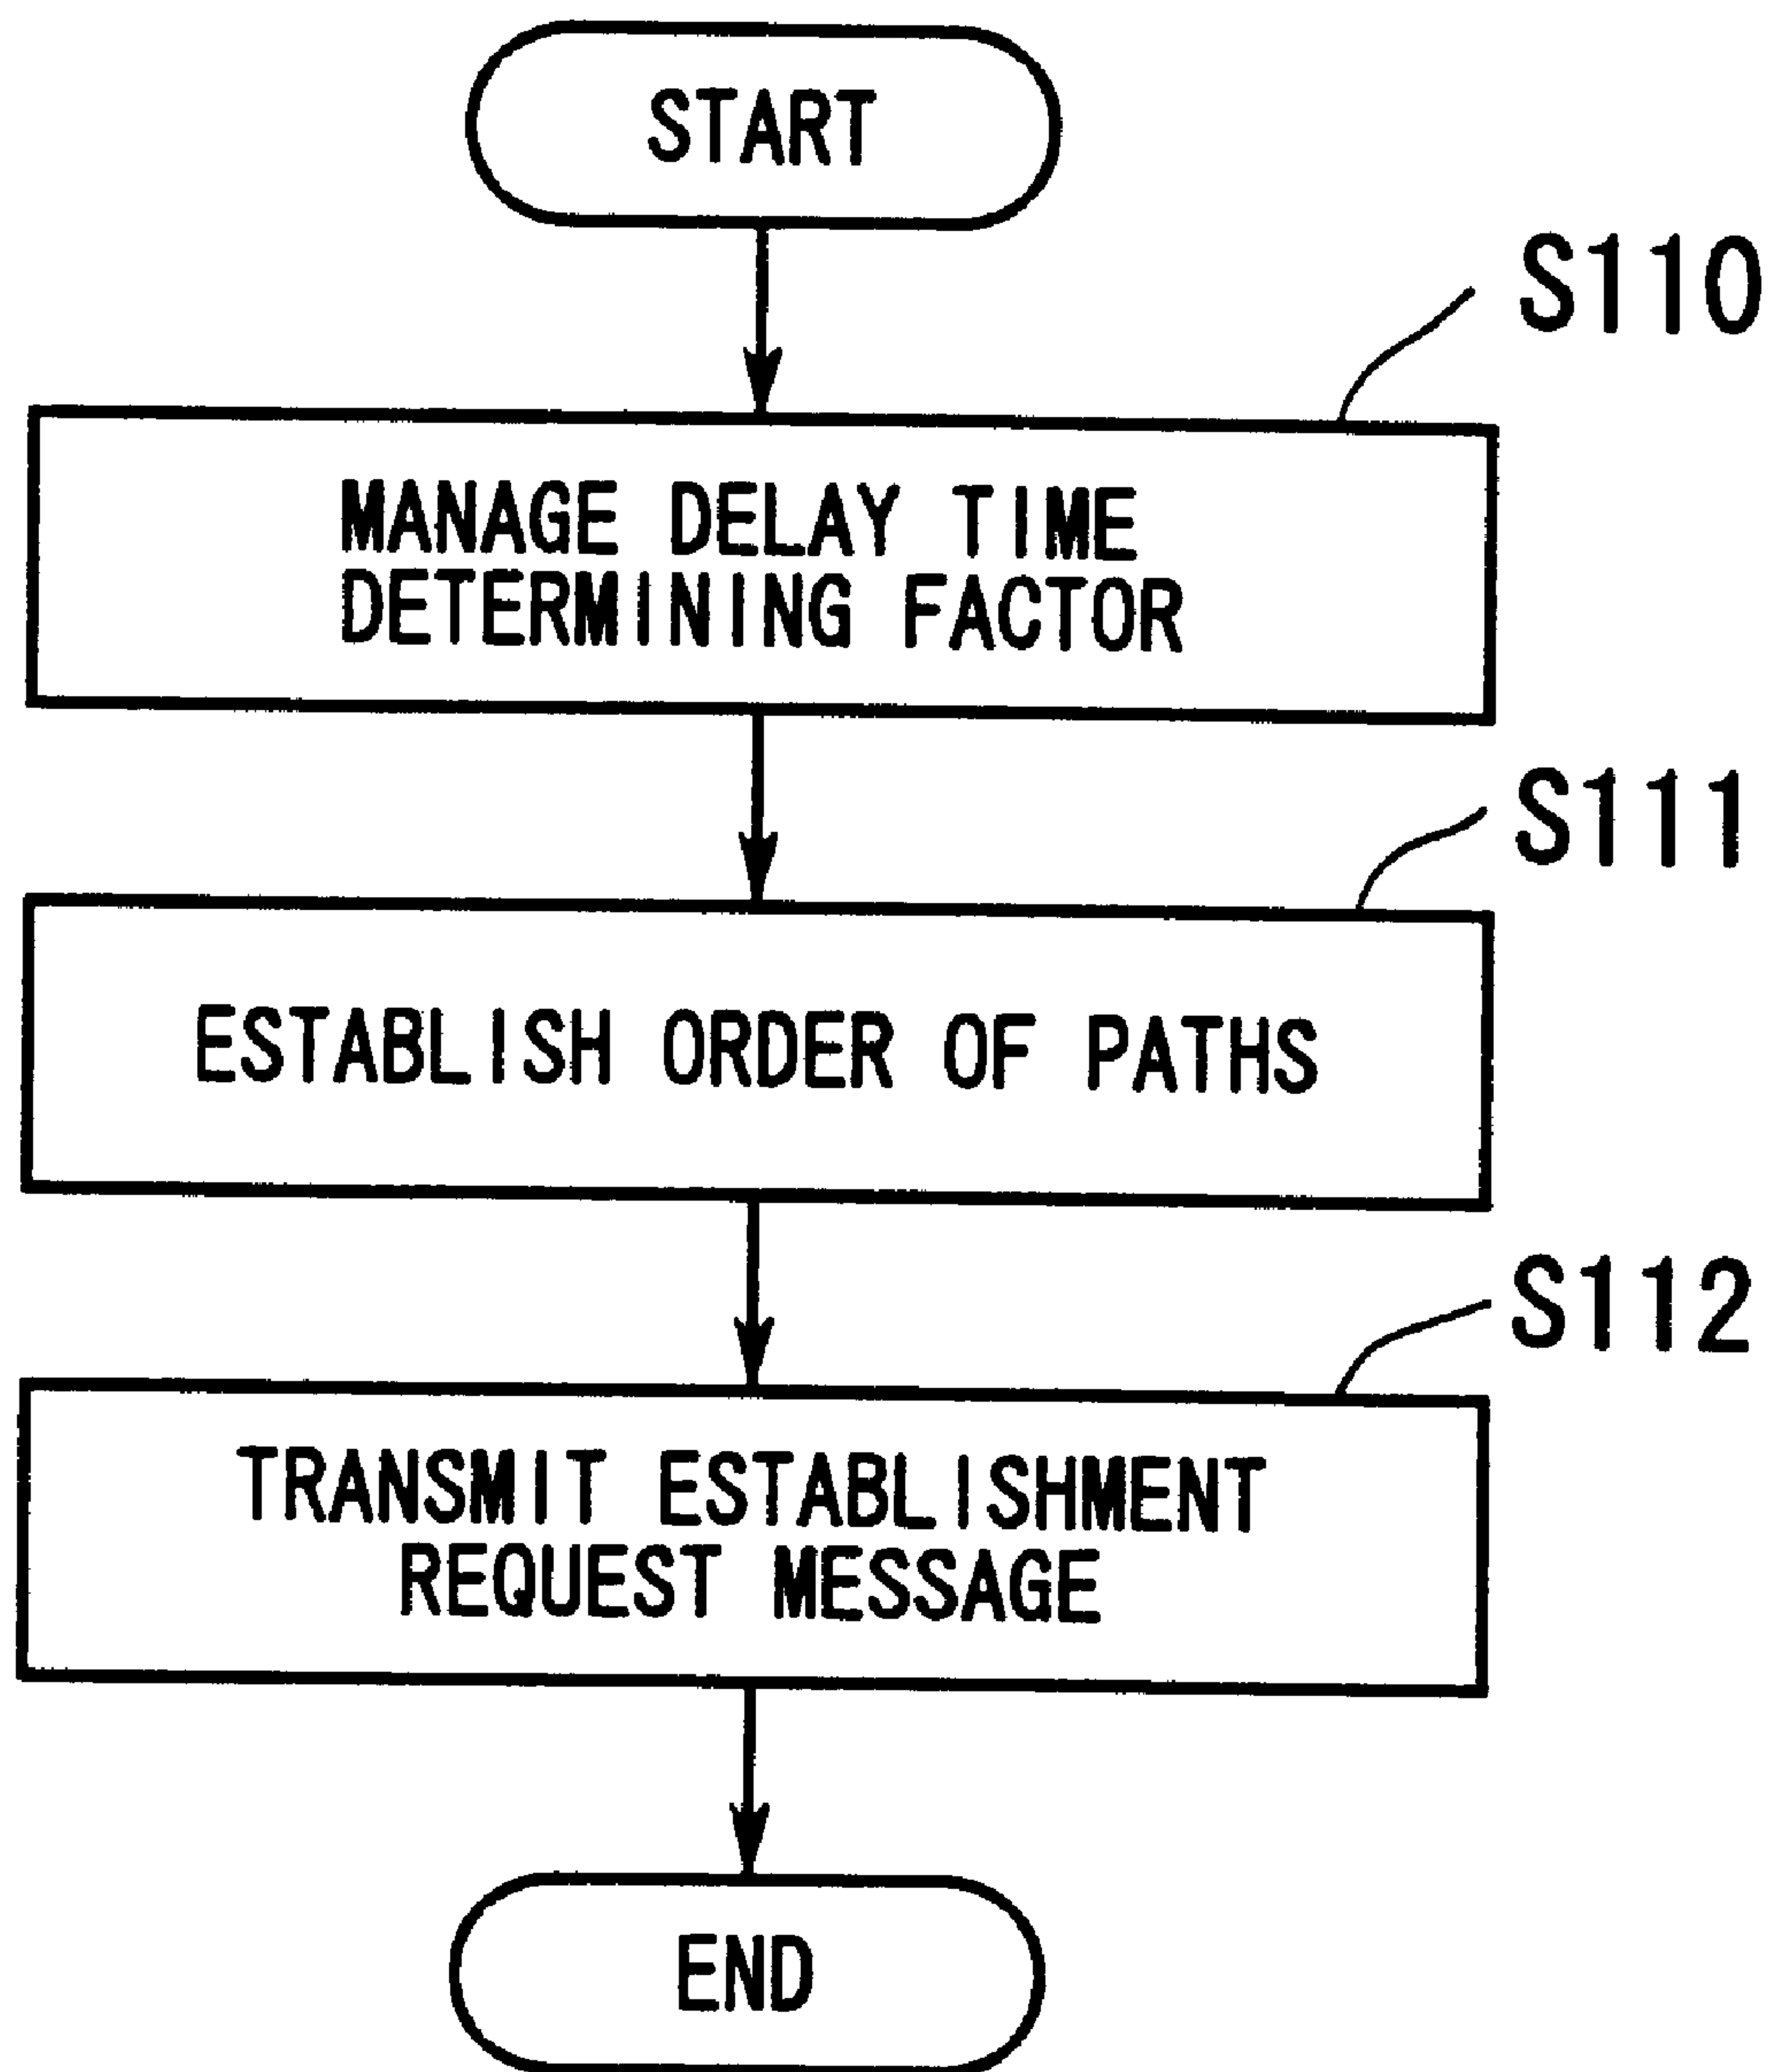 START
S110
MANAGE DELAY TIME
DETERMINING FACTOR
S111
ESTABLISH ORDER OF PATHS
S112
TRANSMIT ESTABLISHMENT
REQUEST MESSAGE
END